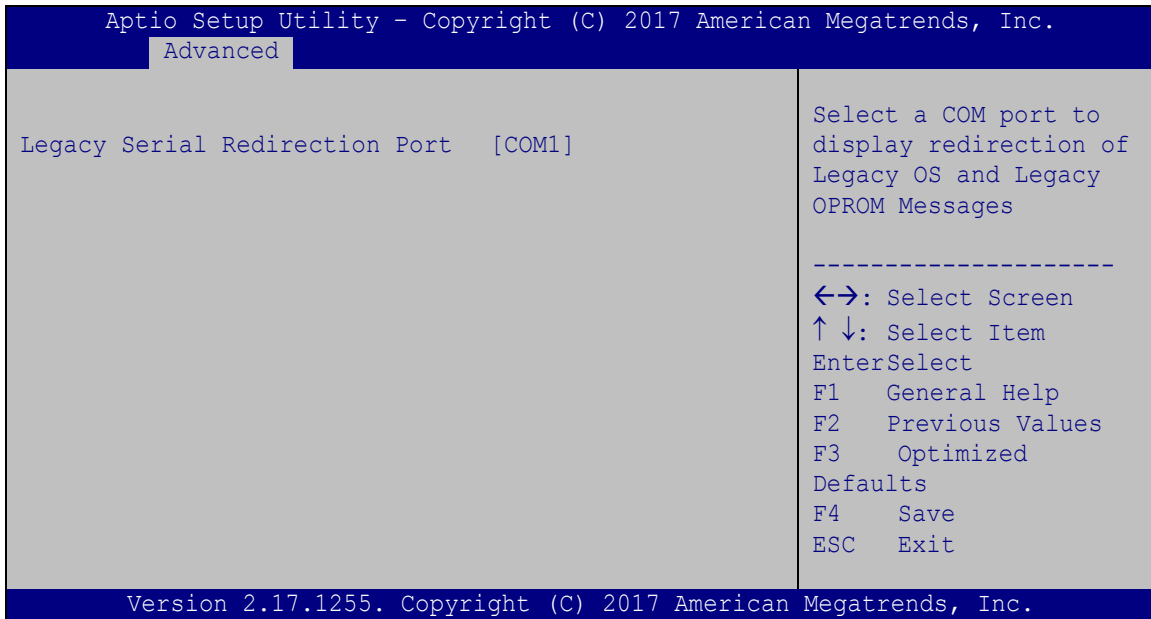 Aptio Setup Utility – Copyright (C) 2017 American Megatrends, Inc.
Advanced
Legacy Serial Redirection Port [COM1]
Select a COM port to
display redirection of
Legacy OS and Legacy
OPROM Messages
---------------------
←→: Select Screen
↑ ↓: Select Item
EnterSelect
F1 General Help
F2 Previous Values
F3 Optimized
Defaults
F4 Save
ESC Exit
Version 2.17.1255. Copyright (C) 2017 American Megatrends, Inc.